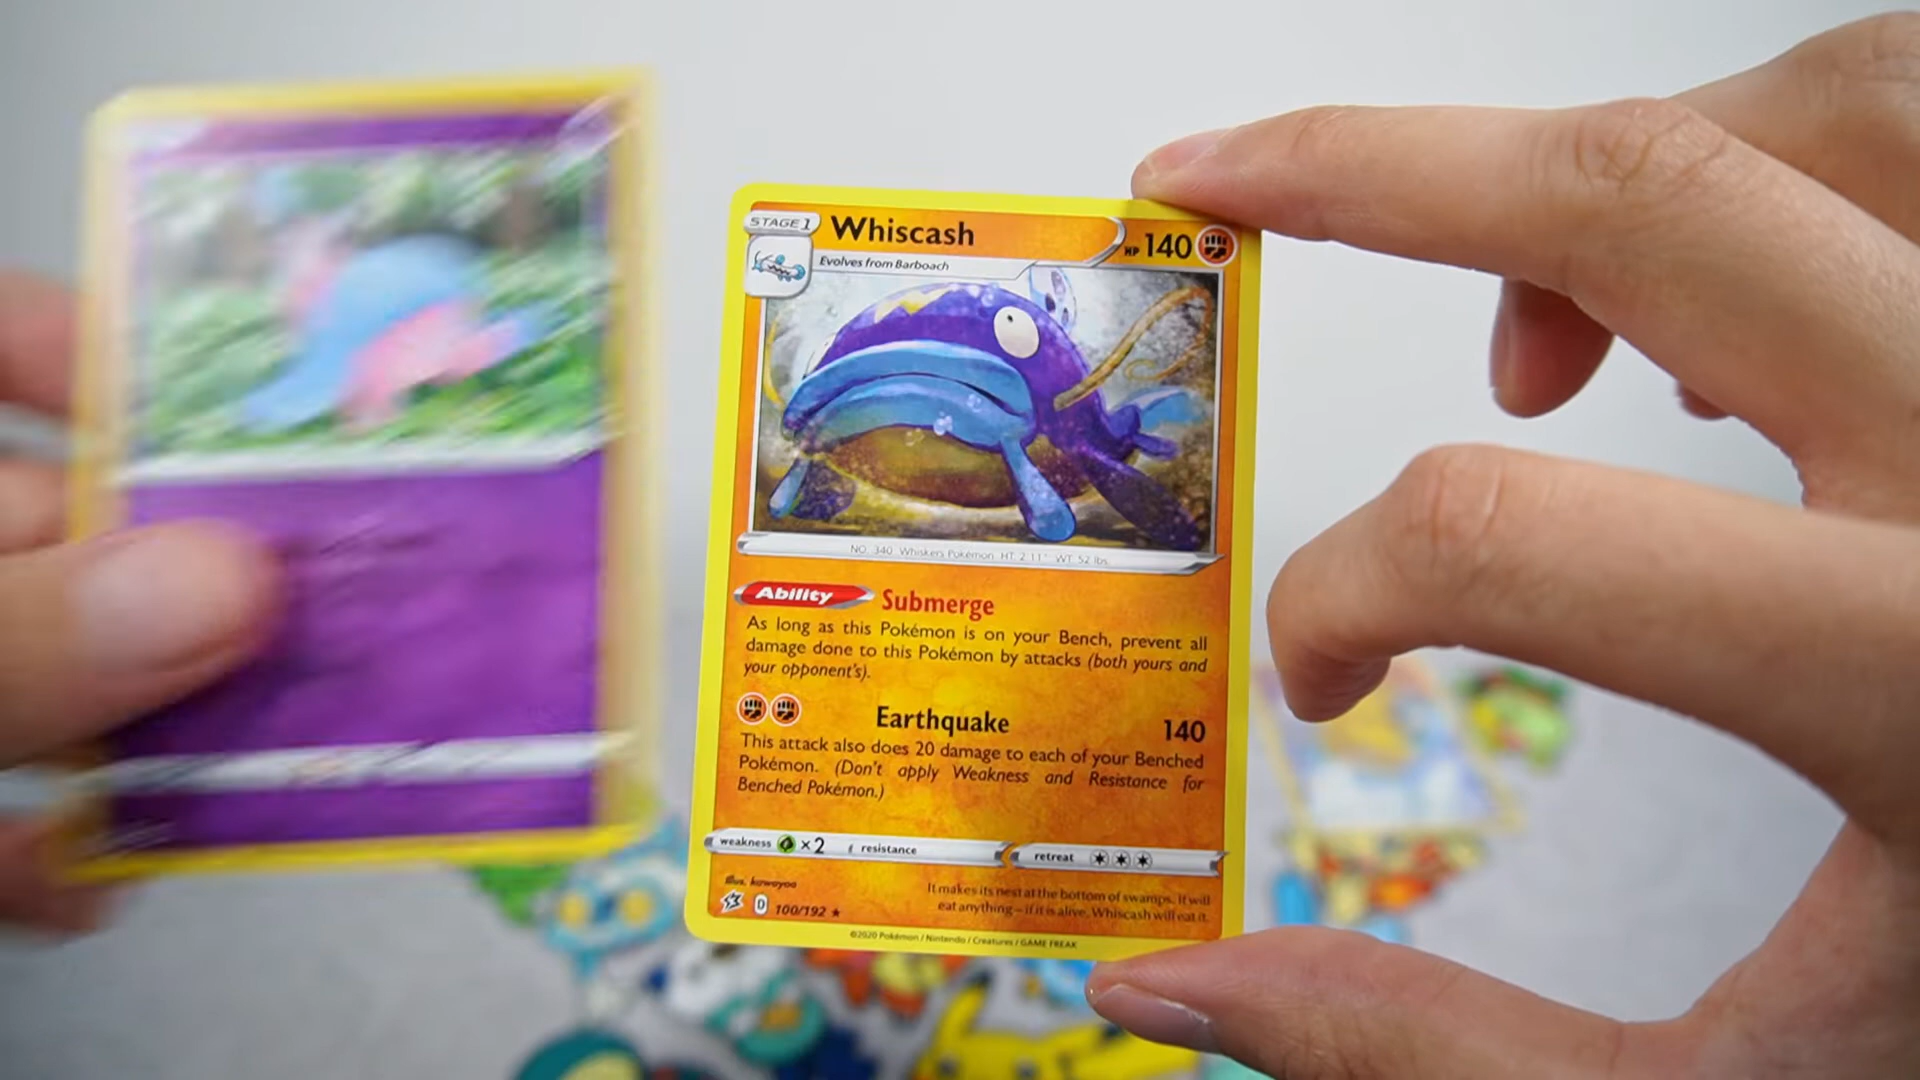 STAGE 1 Whiscash HP 140
Evolves from Barboach
NO. 340 Whiskers Pokémon HT: 2'11" WT: 52 lbs.
Ability Submerge
As long as this Pokémon is on your Bench, prevent all
damage done to this Pokémon by attacks (both yours and
your opponent's).
Earthquake 140
This attack also does 20 damage to each of your Benched
Pokémon. (Don't apply Weakness and Resistance for
Benched Pokémon.)
weakness ×2 resistance retreat
Illus. kawayoo
It makes its nest at the bottom of swamps. It will
eat anything—if it is alive, Whiscash will eat it.
D 100/192 ★
©2020 Pokémon / Nintendo / Creatures / GAME FREAK